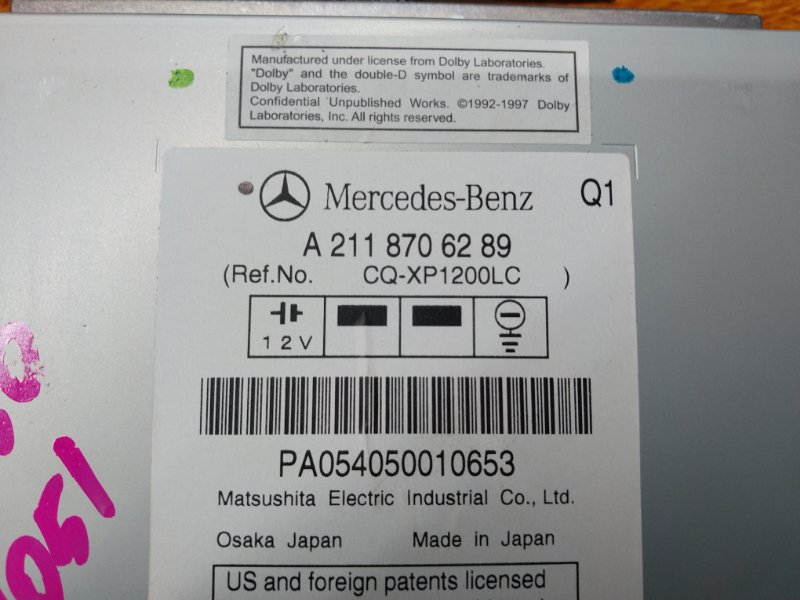 Manufactured under license from Dolby Laboratories.
"Dolby" and the double-D symbol are trademarks of
Dolby Laboratories.
Confidential Unpublished Works. ©1992-1997 Dolby
Laboratories, Inc. All rights reserved.
Mercedes-Benz Q1
A 211 870 62 89
(Ref.No. CQ-XP1200LC )
12V
PA054050010653
Matsushita Electric Industrial Co., Ltd.
Osaka Japan Made in Japan
US and foreign patents licensed
051